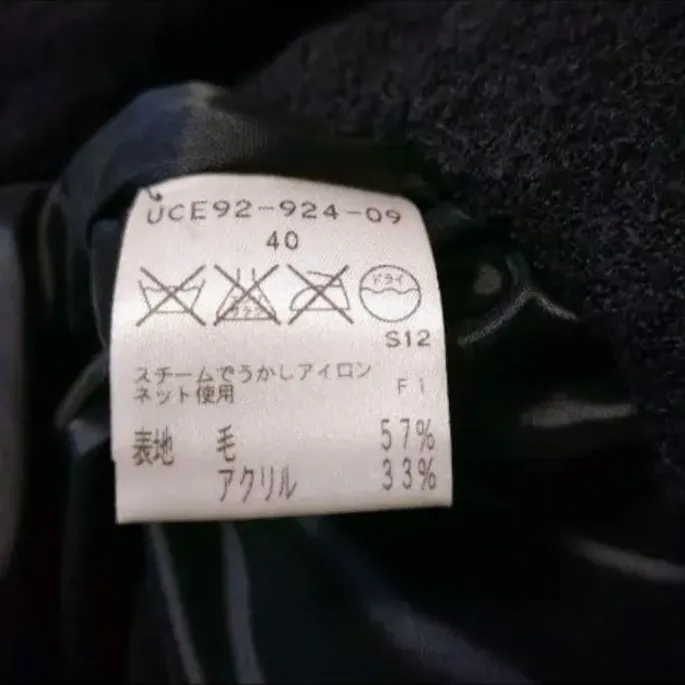 UCE92-924-09
40
ドライ
S12
スチームでうかしアイロン
ネット使用
F1
表地 毛 57%
アクリル 33%